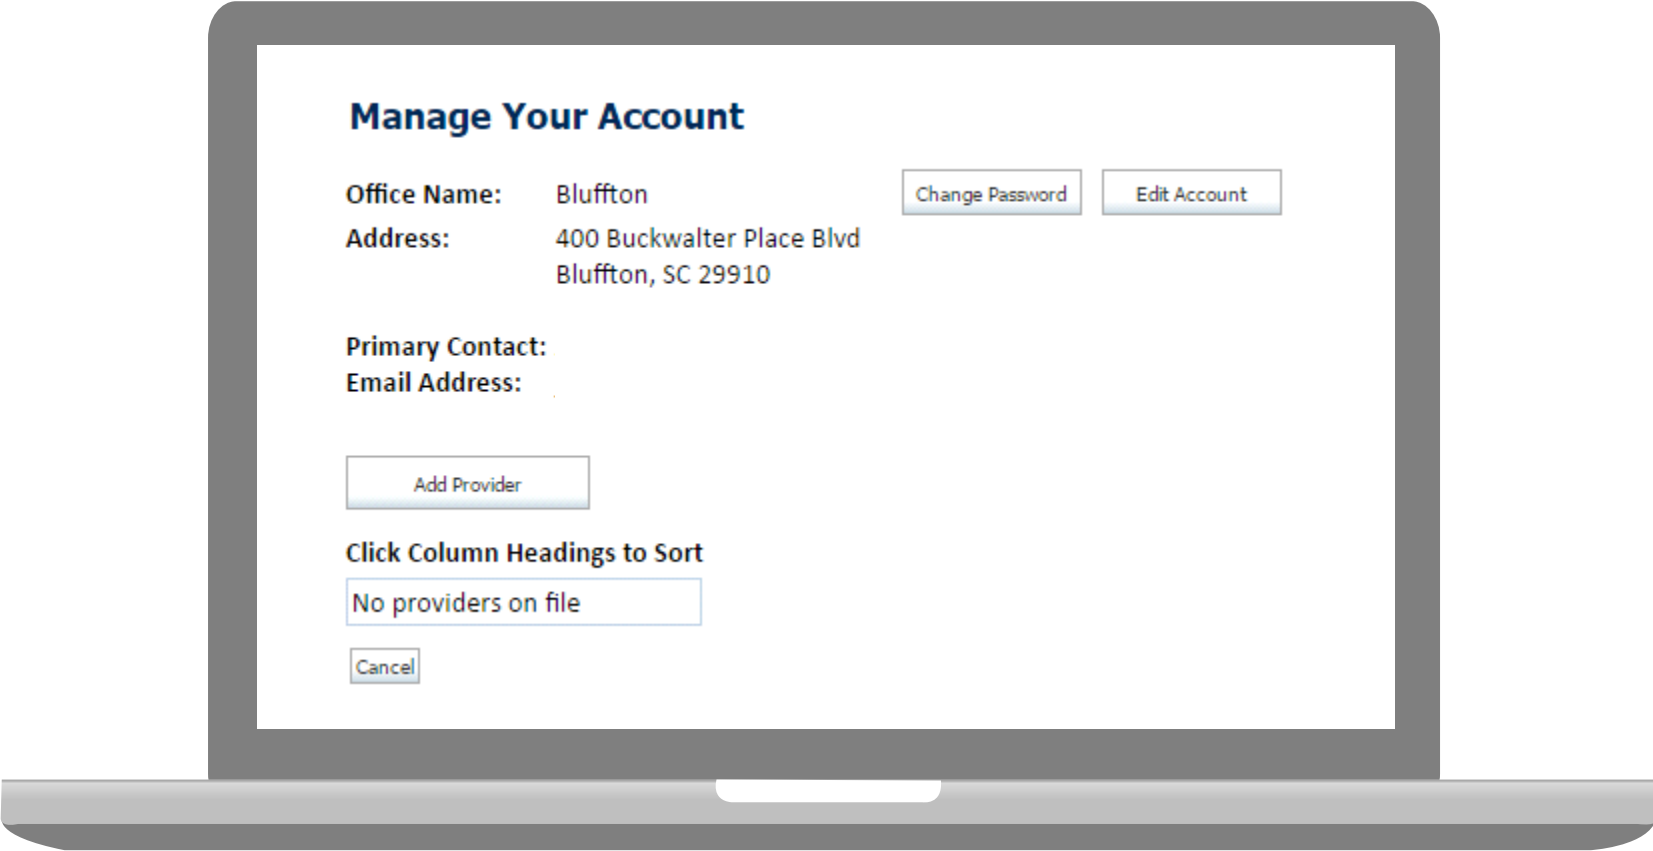 Manage Your Account
Office Name: Bluffton Change Password Edit Account
Address: 400 Buckwalter Place Blvd
Bluffton, SC 29910
Primary Contact:
Email Address:
Add Provider
Click Column Headings to Sort
No providers on file
Cancel